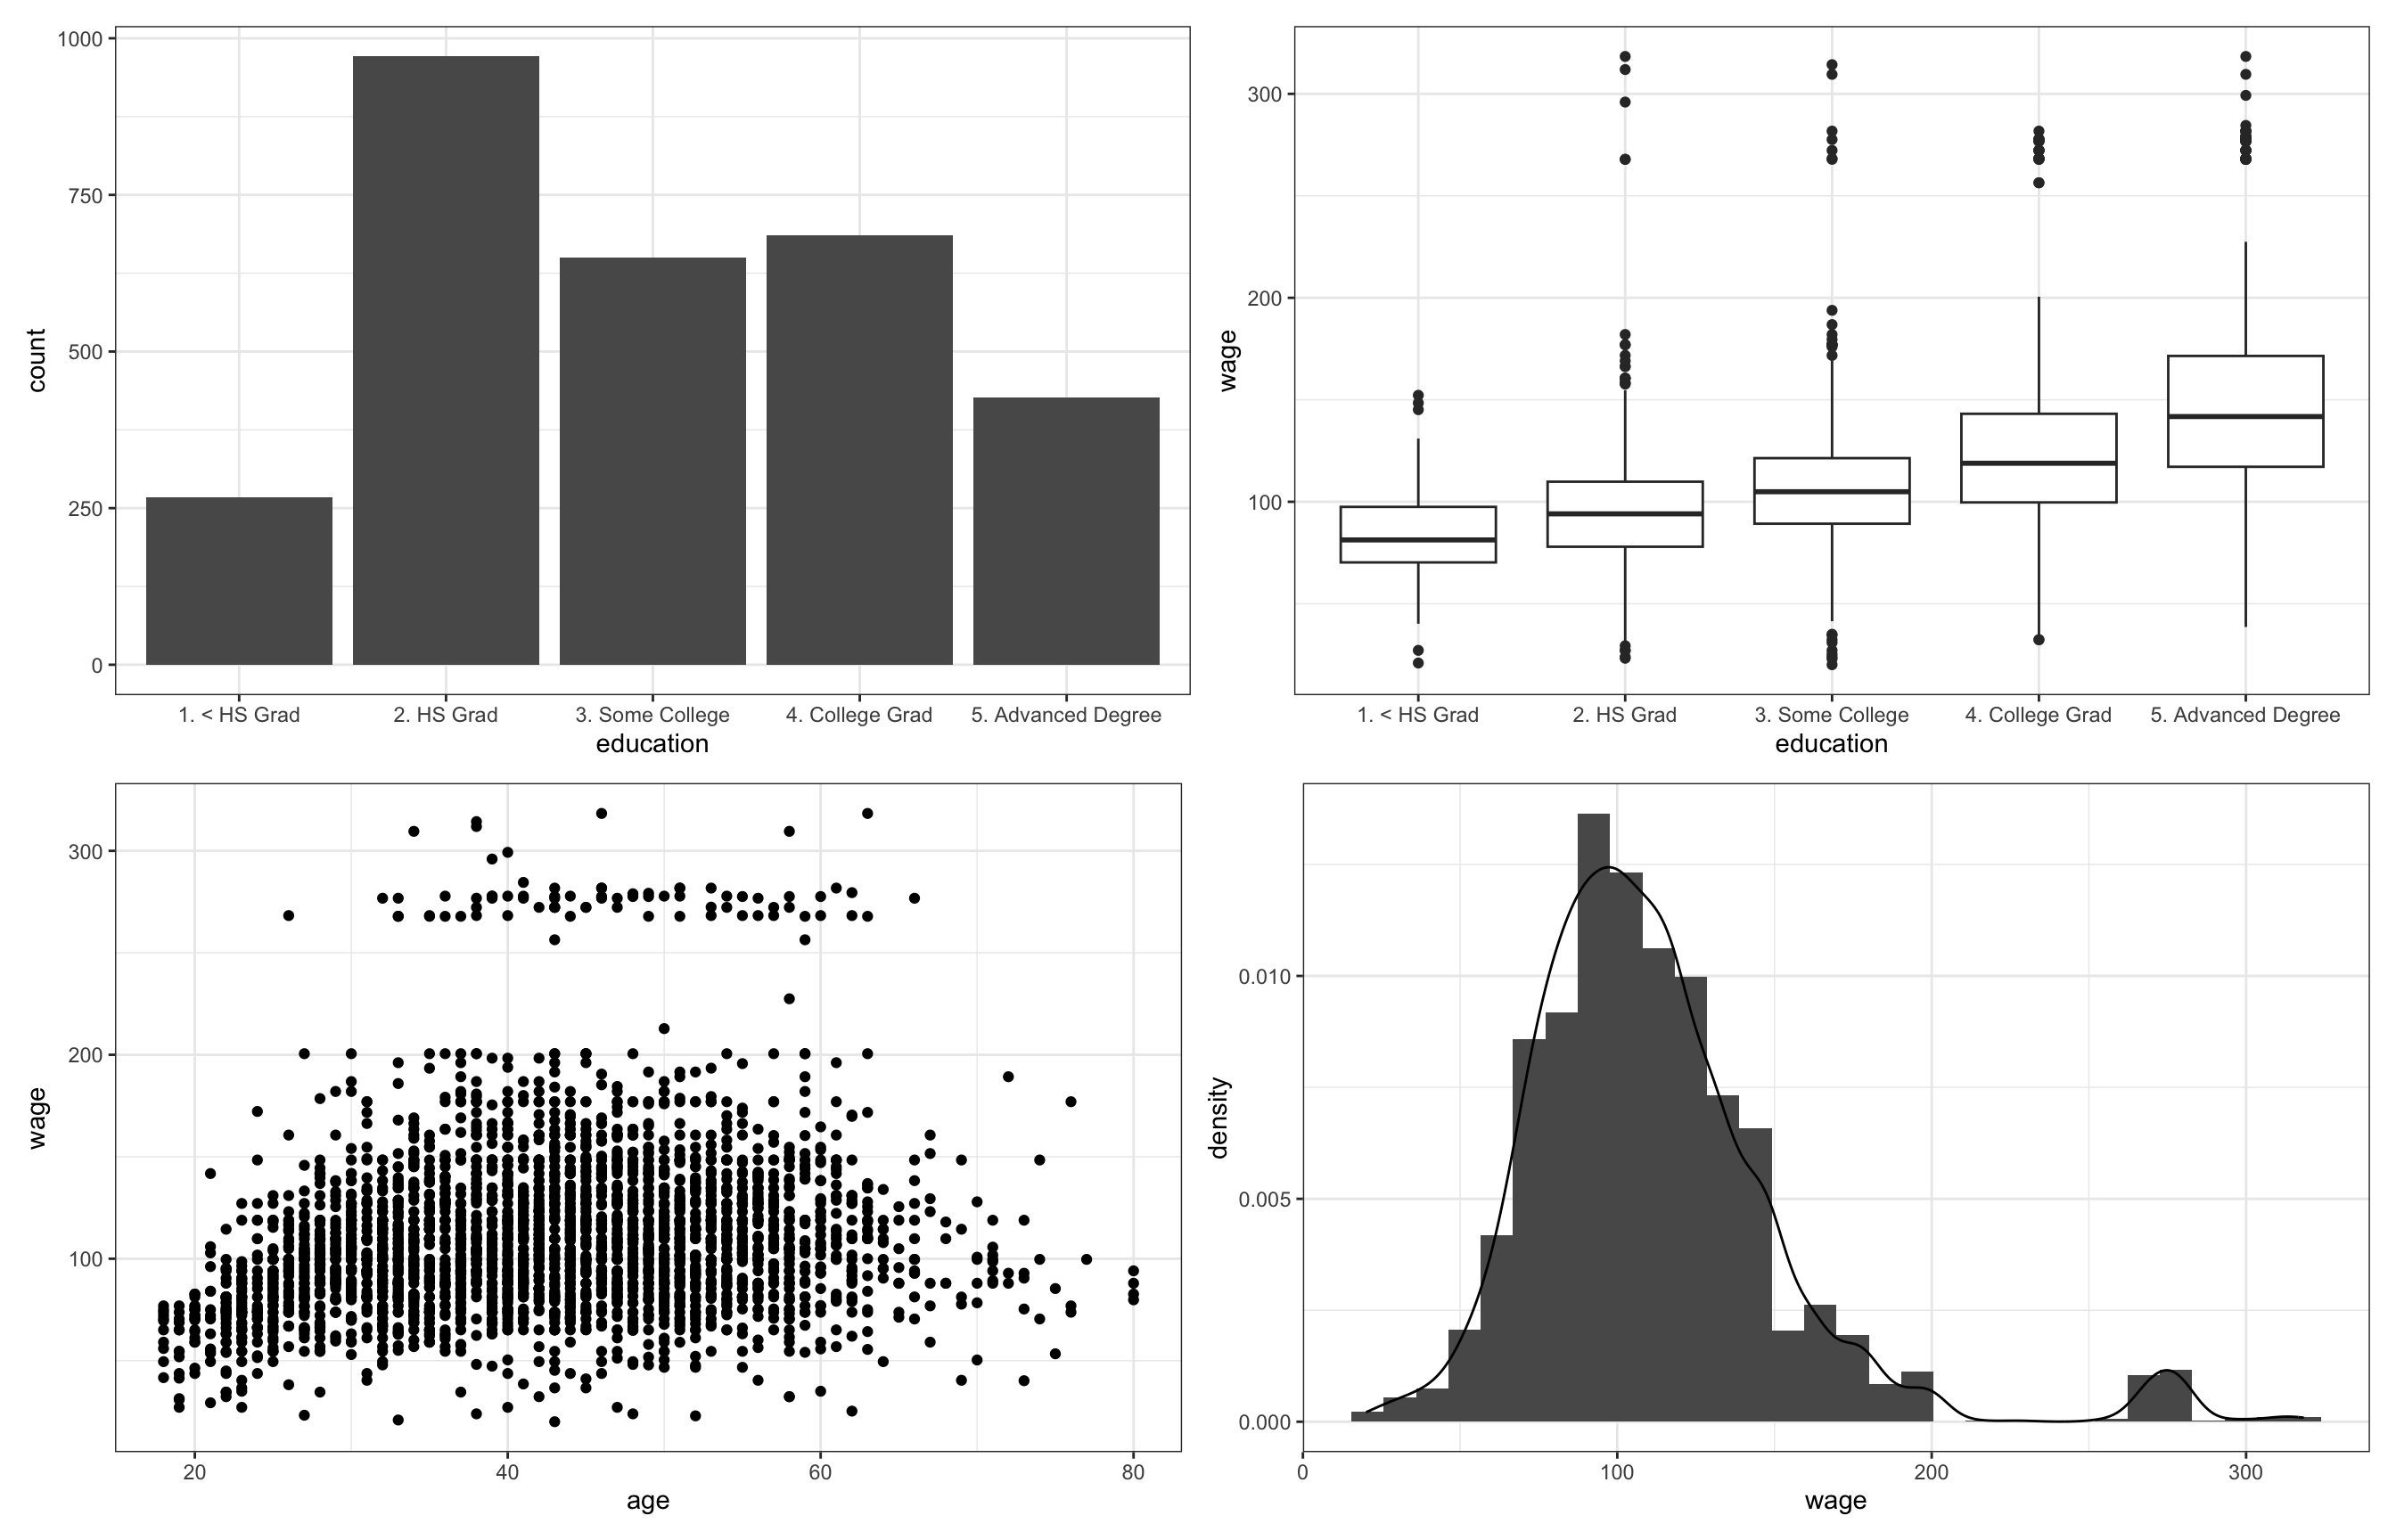 1000
750
500
250
0
count
1. < HS Grad 2. HS Grad 3. Some College 4. College Grad 5. Advanced Degree
education
300
200
100
wage
1. < HS Grad 2. HS Grad 3. Some College 4. College Grad 5. Advanced Degree
education
300
200
100
wage
20 40 60 80
age
0.010
0.005
0.000
density
0 100 200 300
wage